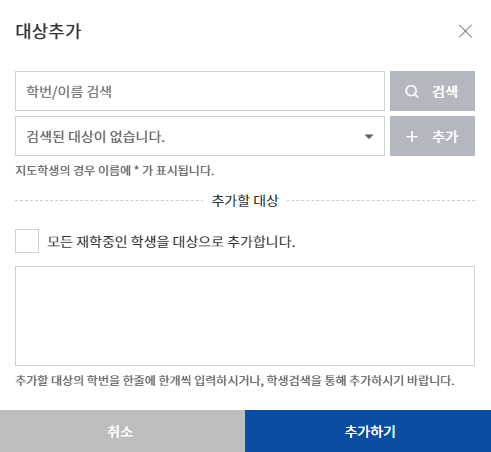 대상추가
학번/이름 검색
검색
검색된 대상이 없습니다.
추가
지도학생의 경우 이름에 * 가 표시됩니다.
추가할 대상
모든 재학중인 학생을 대상으로 추가합니다.
추가할 대상의 학번을 한줄에 한개씩 입력하시거나, 학생검색을 통해 추가하시기 바랍니다.
취소
추가하기